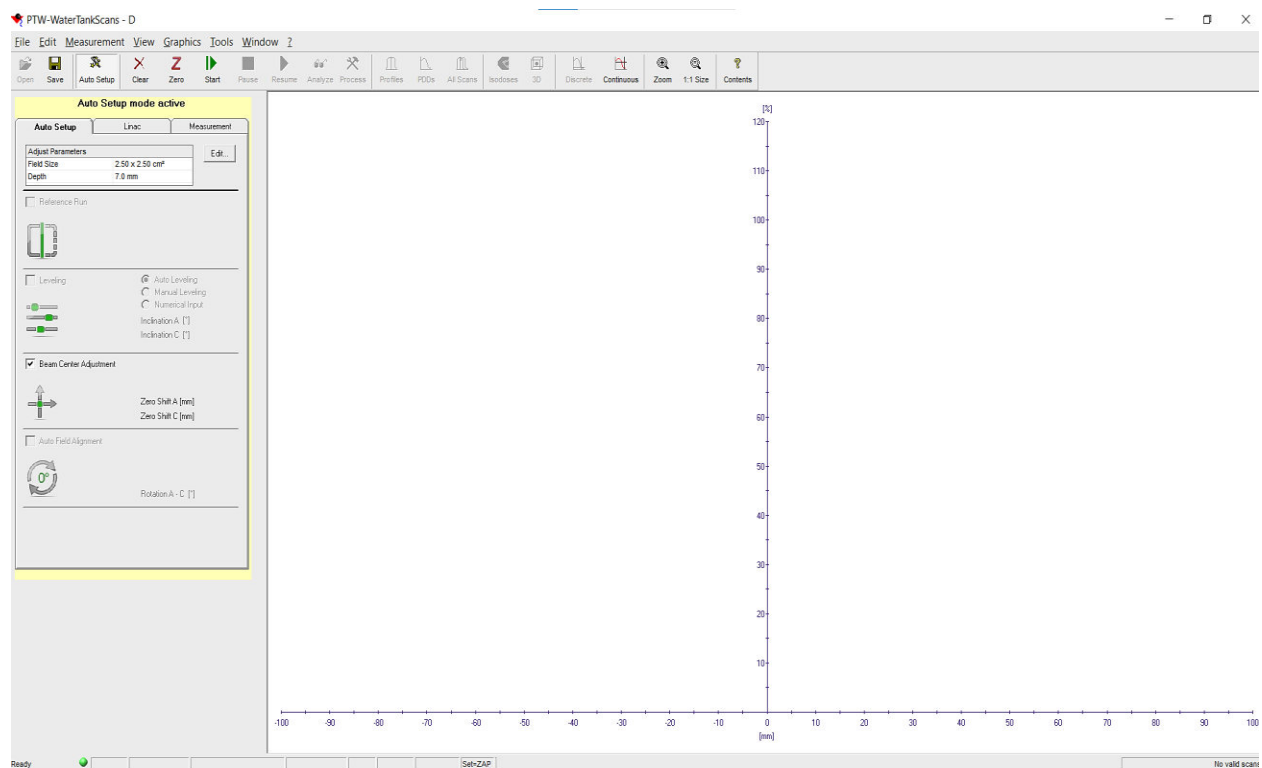 PTW-WaterTankScans - D
File Edit Measurement View Graphics Tools Window ?
Open Save Auto Setup Clear Zero Start Pause Resume Analyze Process Profiles PDDs All Scans Isodoses 3D Discrete Continuous Zoom 1:1 Size Contents
Auto Setup mode active
Auto Setup Linac Measurement
Adjust Parameters
Field Size 2.50 x 2.50 cm²
Depth 7.0 mm
Edit...
Reference Run
Leveling
Auto Leveling
Manual Leveling
Numerical Input
Inclination A [°]
Inclination C [°]
Beam Center Adjustment
Zero Shift A [mm]
Zero Shift C [mm]
Auto Field Alignment
0°
Rotation A - C [°]
[%]
120
110
100
90
80
70
60
50
40
30
20
10
-100 -90 -80 -70 -60 -50 -40 -30 -20 -10 0 10 20 30 40 50 60 70 80 90 100
[mm]
Ready Set=ZAP No valid scans